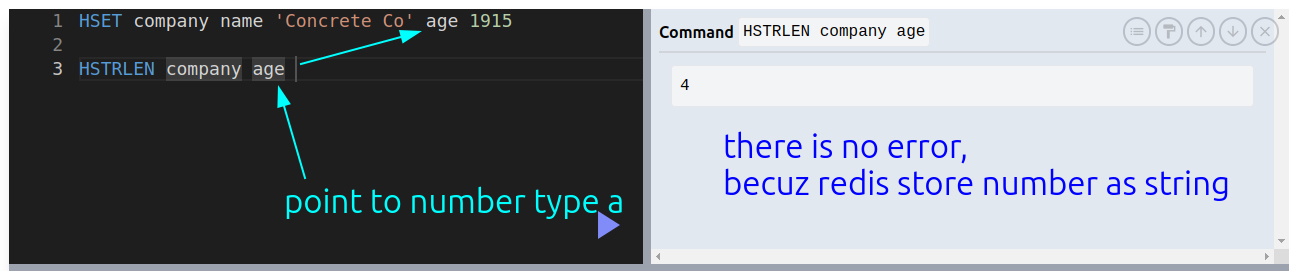 1 HSET company name 'Concrete Co' age 1915
2
3 HSTRLEN company age
point to number type a
Command HSTRLEN company age
4
there is no error,
becuz redis store number as string